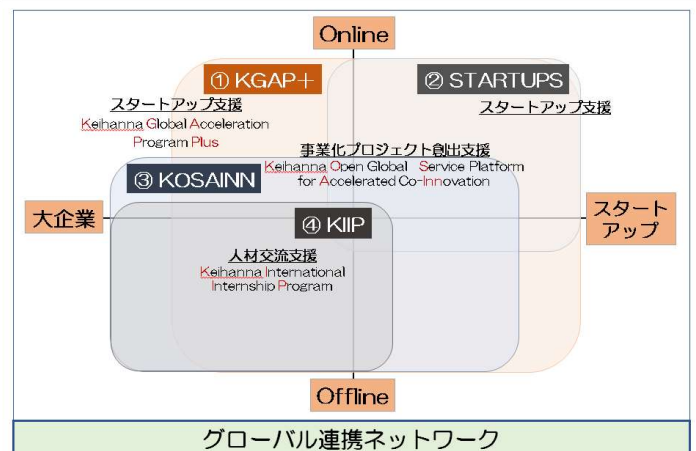 Online
① KGAP+
② STARTUPS
スタートアップ支援
Keihanna Global Acceleration
Program Plus
スタートアップ支援
事業化プロジェクト創出支援
Keihanna Open Global Service Platform
for Accelerated Co-Innovation
③ KOSAINN
大企業
スタート
アップ
④ KIIP
人材交流支援
Keihanna International
Internship Program
Offline
グローバル連携ネットワーク